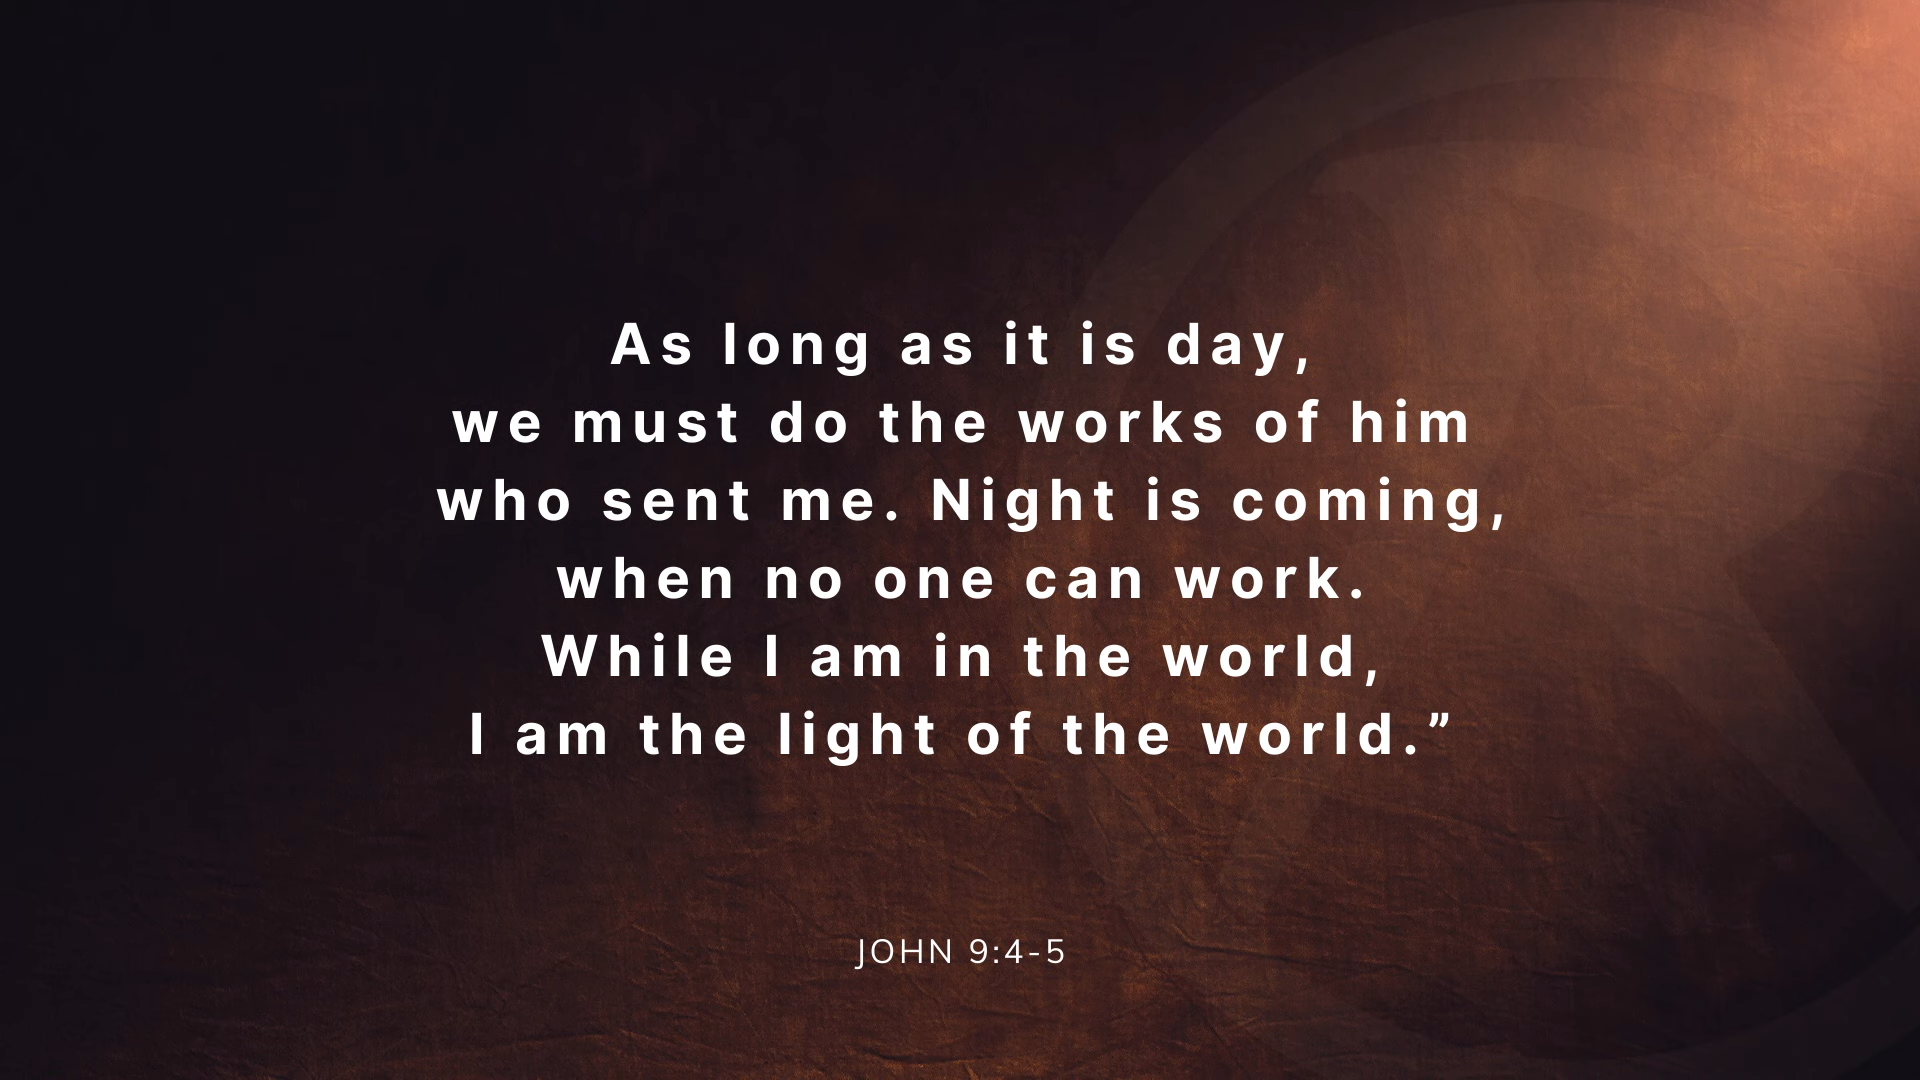 As long as it is day,
we must do the works of him
who sent me. Night is coming,
when no one can work.
While I am in the world,
I am the light of the world.”
JOHN 9:4-5